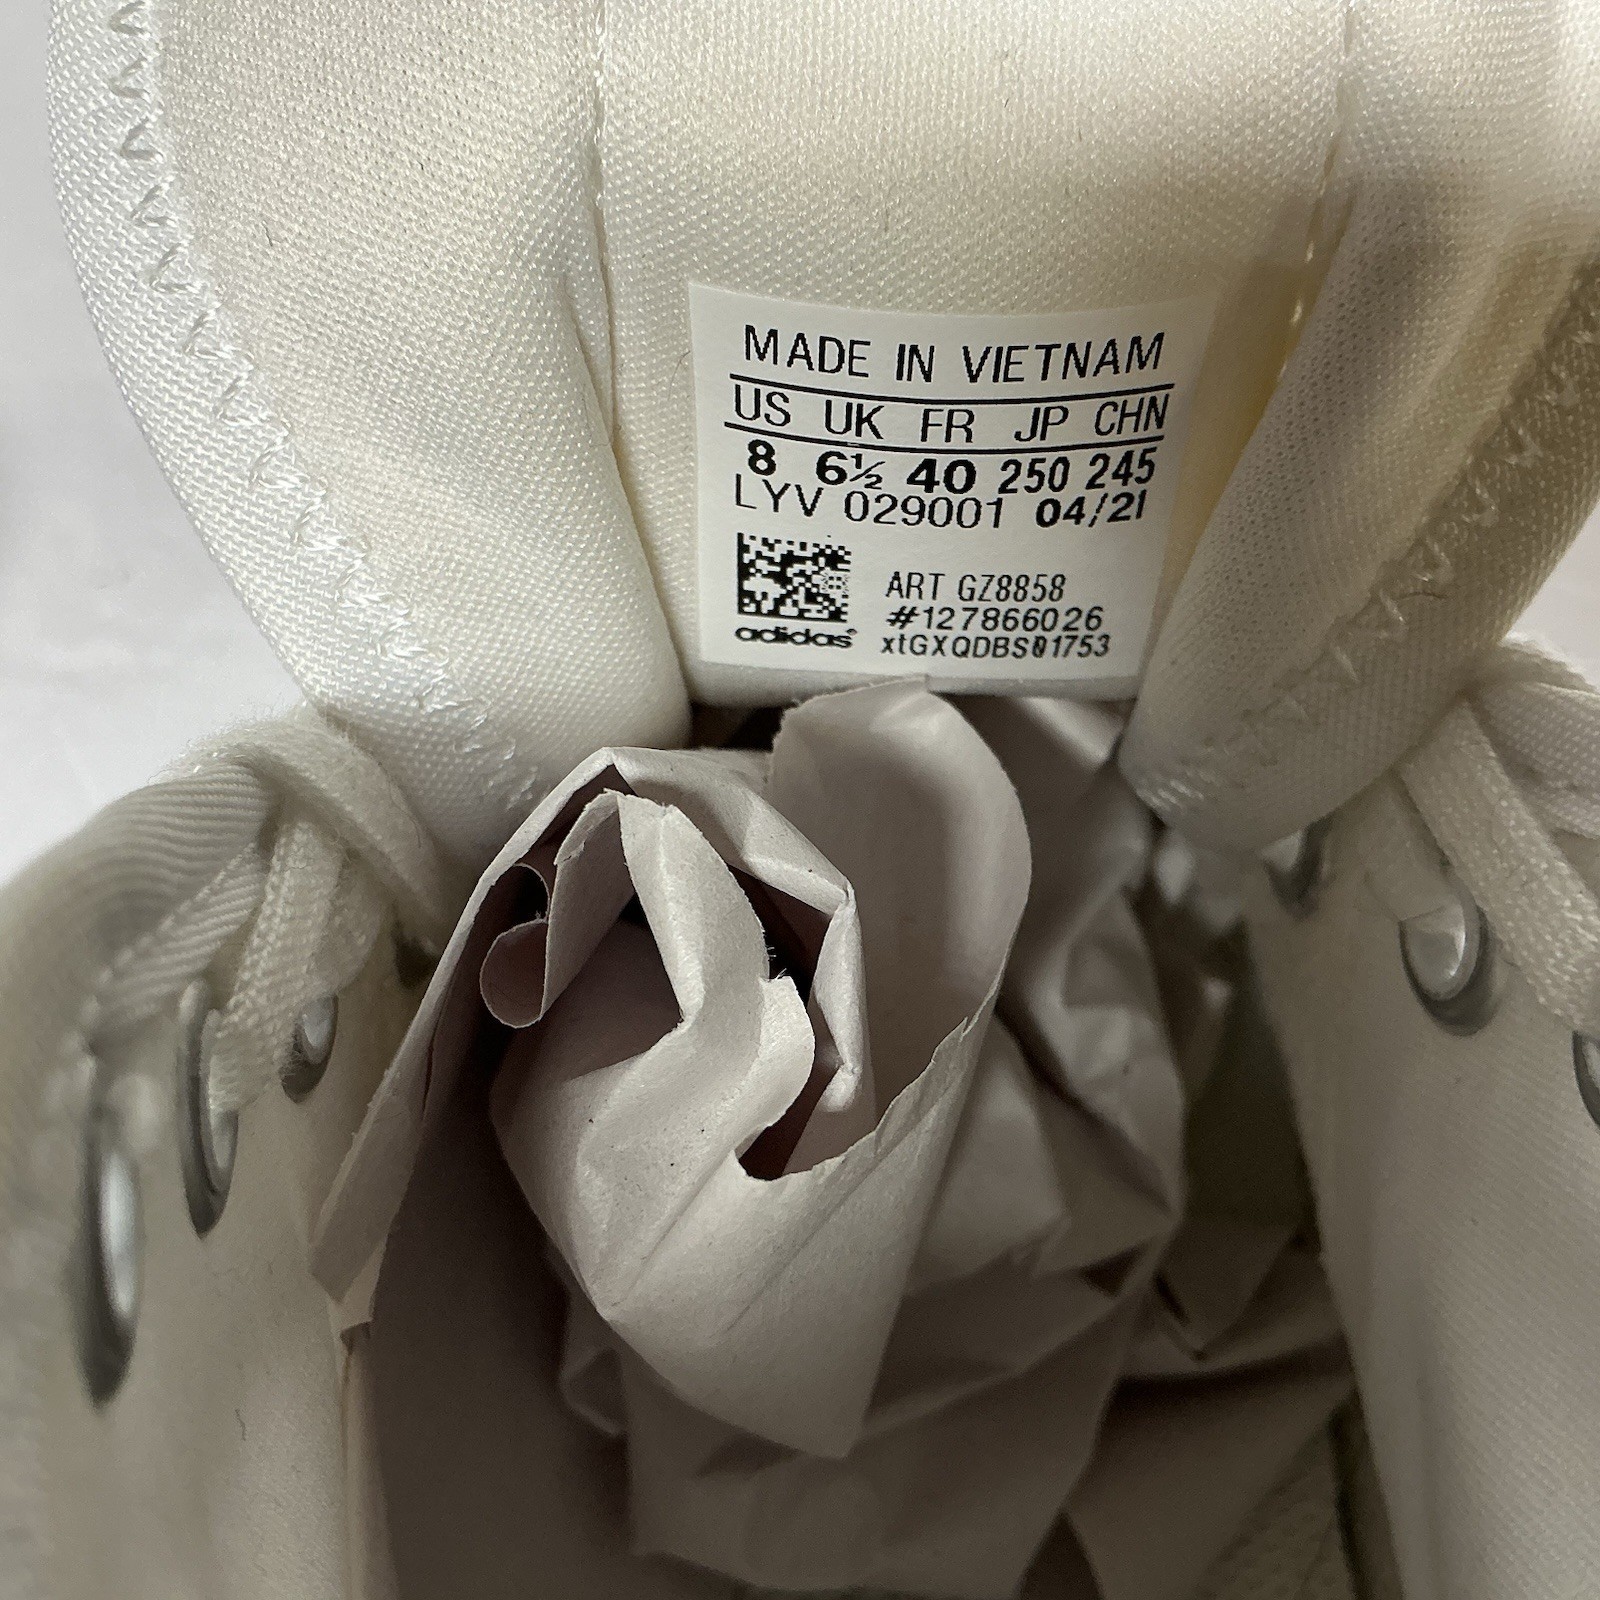 MADE IN VIETNAM
US UK FR JP CHN
8 6½ 40 250 245
LYV 029001 04/21
ART GZ8858
#127866026
adidas®
xtGXQDBS01753